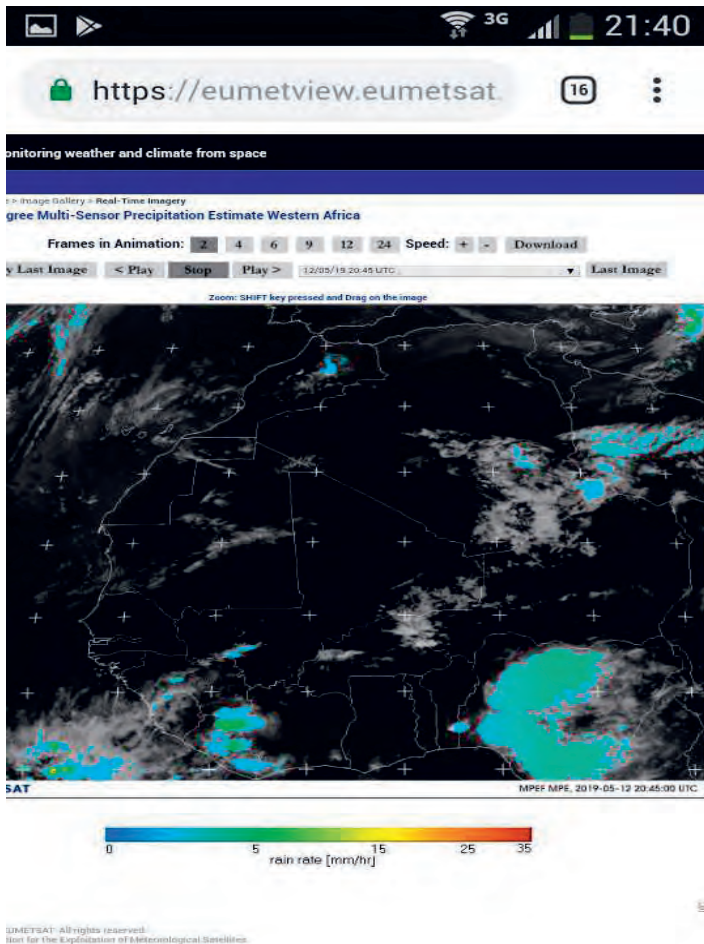 3G 21:40
https://eumetview.eumetsat. 16
onitoring weather and climate from space
e > Image Gallery > Real-Time Imagery
gree Multi-Sensor Precipitation Estimate Western Africa
Frames in Animation: 2 4 6 9 12 24 Speed: + - Download
y Last Image < Play Stop Play > 12/05/19 20:45 UTC Last Image
Zoom: SHIFT key pressed and Drag on the image
SAT MPEF MPE, 2019-05-12 20:45:00 UTC
0 5 15 25 35
rain rate [mm/hr]
EUMETSAT All rights reserved.
tion for the Exploitation of Meteorological Satellites.